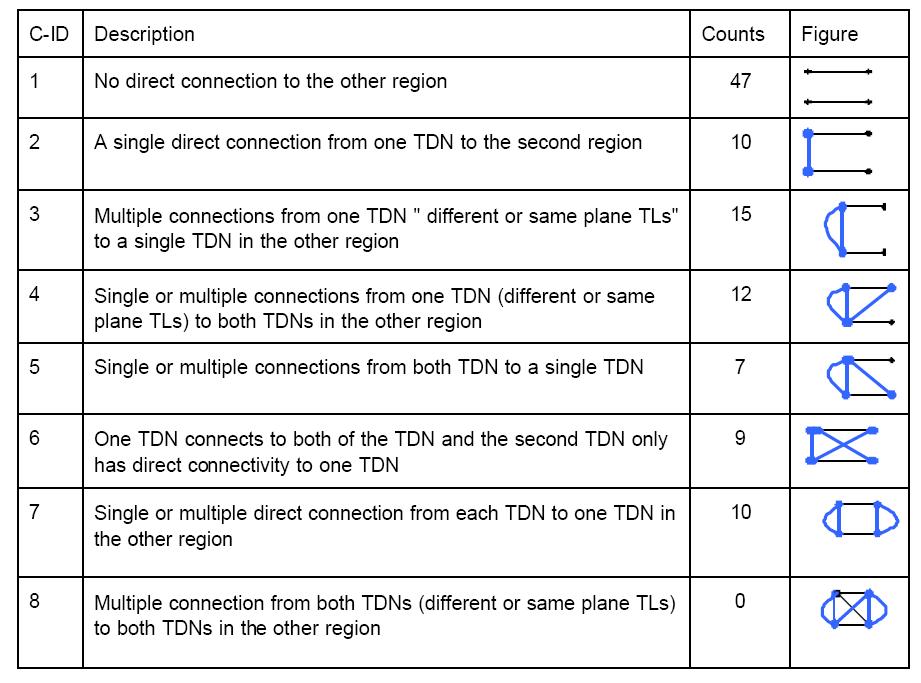 C-ID Description Counts Figure
1 No direct connection to the other region 47
2 A single direct connection from one TDN to the second region 10
3 Multiple connections from one TDN " different or same plane TLs" 15
to a single TDN in the other region
4 Single or multiple connections from one TDN (different or same 12
plane TLs) to both TDNs in the other region
5 Single or multiple connections from both TDN to a single TDN 7
6 One TDN connects to both of the TDN and the second TDN only 9
has direct connectivity to one TDN
7 Single or multiple direct connection from each TDN to one TDN in 10
the other region
8 Multiple connection from both TDNs (different or same plane TLs) 0
to both TDNs in the other region